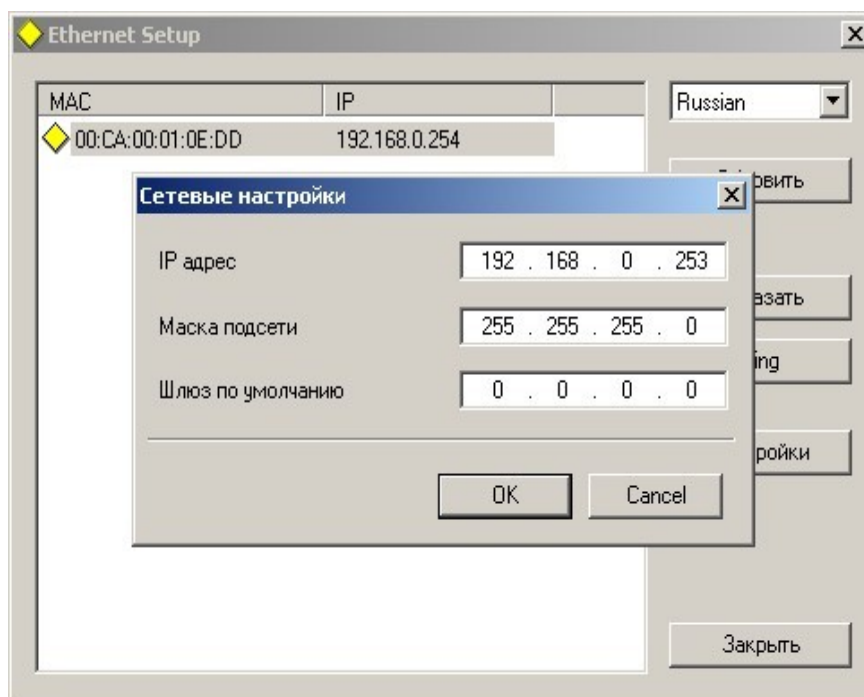 Ethernet Setup
MAC IP
Russian
00:CA:00:01:0E:DD 192.168.0.254
Сетевые настройки
IP адрес 192 . 168 . 0 . 253
Маска подсети 255 . 255 . 255 . 0
Шлюз по умолчанию 0 . 0 . 0 . 0
OK Cancel
Закрыть